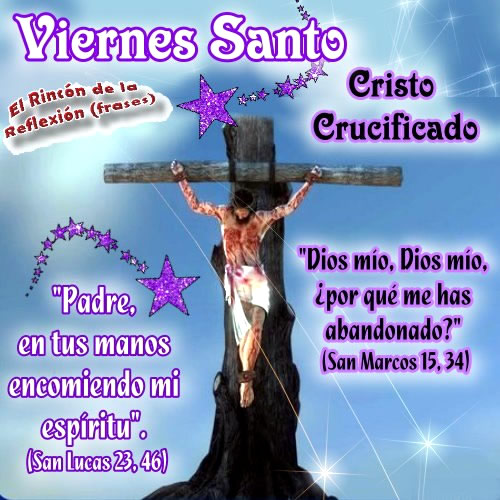 Viernes Santo
El Rincón de la
Reflexión (frases)
Cristo
Crucificado
"Dios mío, Dios mío,
¿por qué me has
abandonado?"
(San Marcos 15, 34)
"Padre,
en tus manos
encomiendo mi
espíritu".
(San Lucas 23, 46)